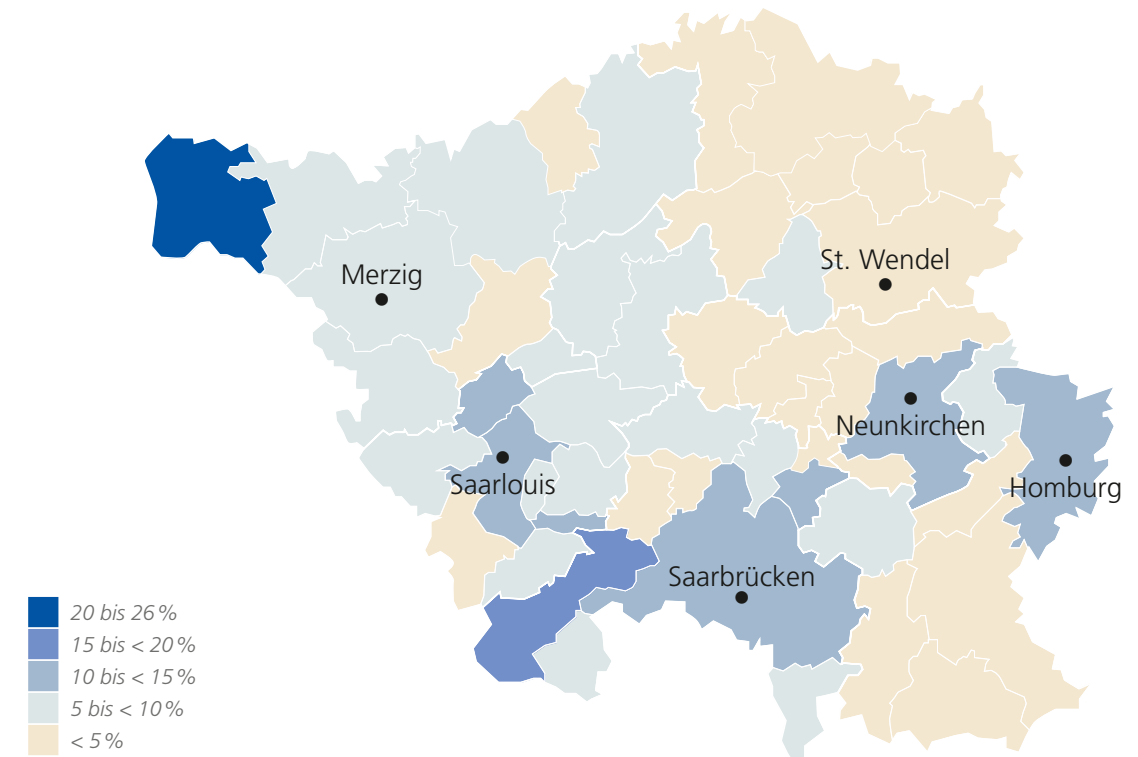 St. Wendel
Merzig
Neunkirchen
Saarlouis
Homburg
Saarbrücken
20 bis 26 %
15 bis < 20 %
10 bis < 15 %
5 bis < 10 %
< 5 %